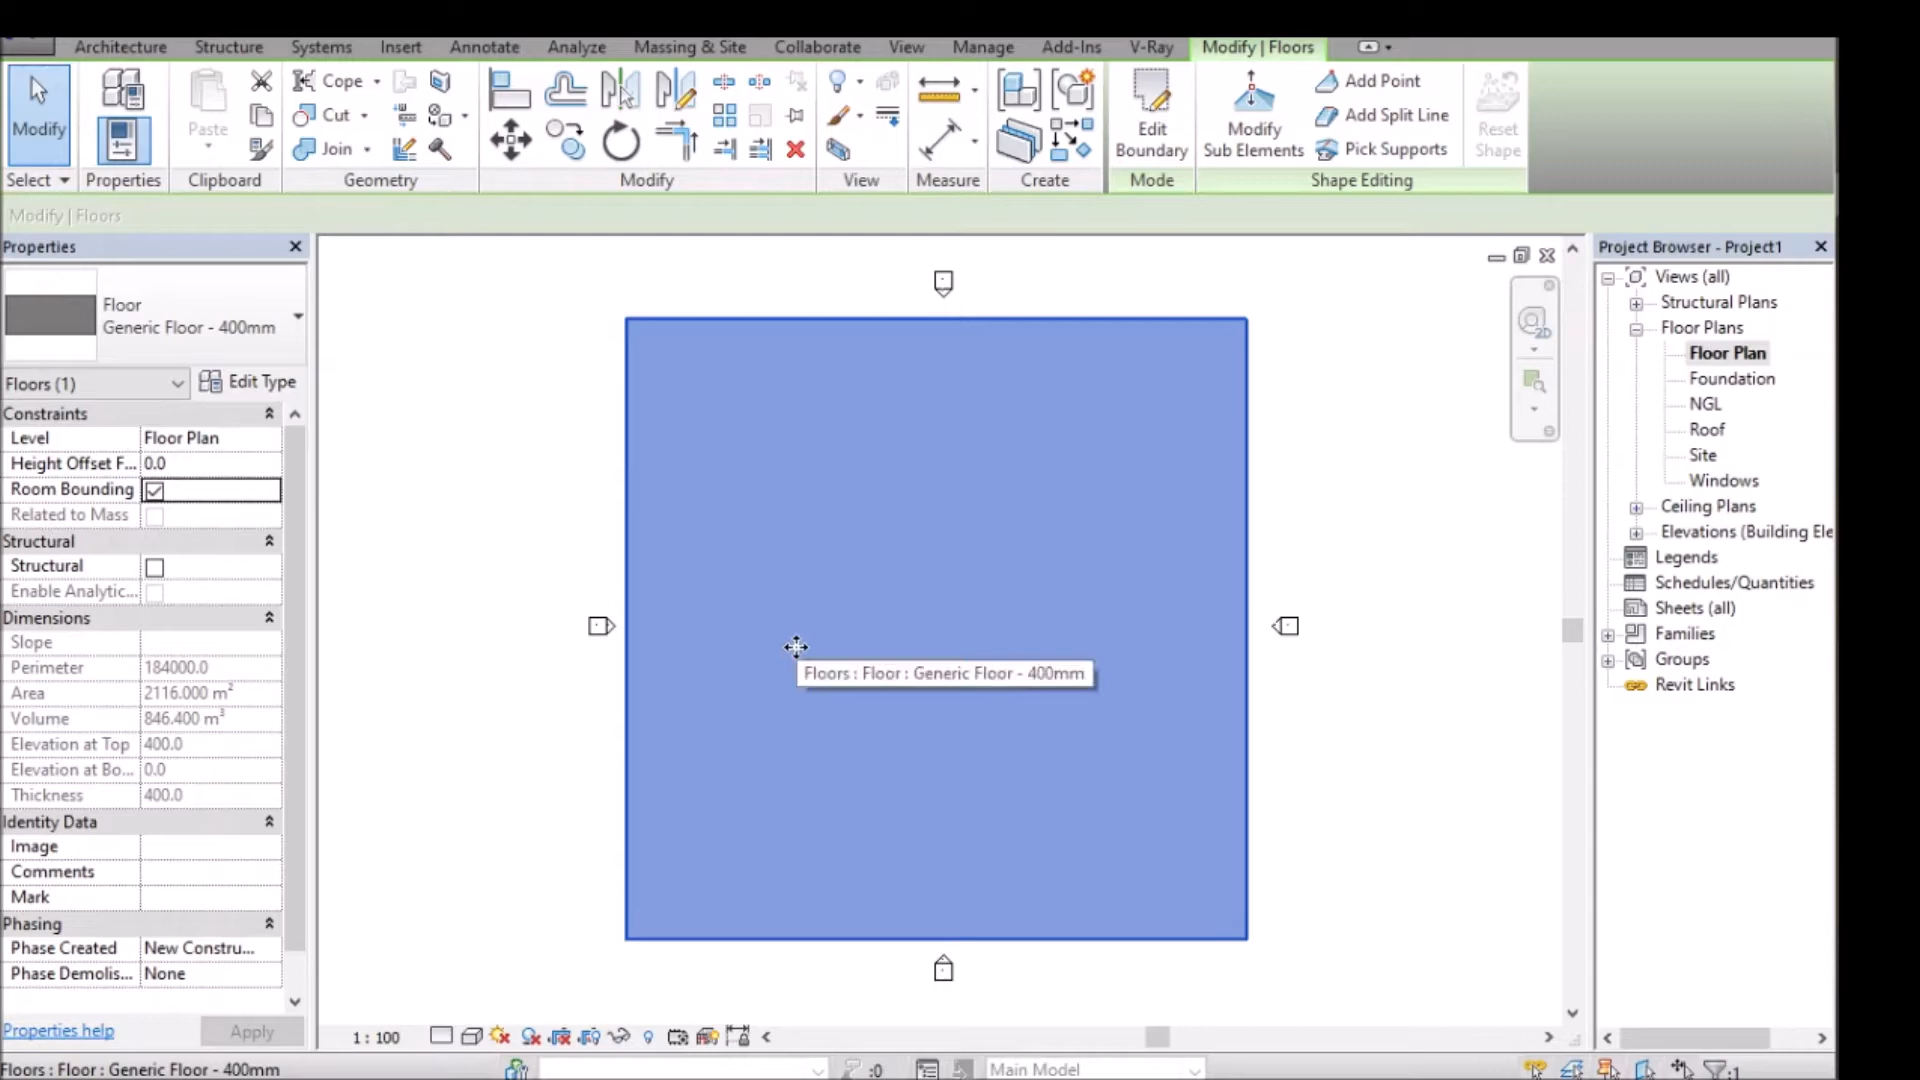 Architecture Structure Systems Insert Annotate Analyze Massing & Site Collaborate View Manage Add-Ins V-Ray Modify | Floors
Modify
Cope
Cut
Join
Paste
Edit
Boundary
Modify
Sub Elements
Add Point
Add Split Line
Pick Supports
Reset
Shape
Select Properties Clipboard Geometry Modify View Measure Create Mode Shape Editing
Modify | Floors
Properties
Floor
Generic Floor - 400mm
Floors (1) Edit Type
Constraints
Level Floor Plan
Height Offset F... 0.0
Room Bounding
Related to Mass
Structural
Structural
Enable Analytic...
Dimensions
Slope
Perimeter 184000.0
Area 2116.000 m²
Volume 846.400 m³
Elevation at Top 400.0
Elevation at Bo... 0.0
Thickness 400.0
Identity Data
Image
Comments
Mark
Phasing
Phase Created New Constru...
Phase Demolis... None
Properties help Apply
2D
Floors : Floor : Generic Floor - 400mm
1 : 100
Project Browser - Project1
Views (all)
Structural Plans
Floor Plans
Floor Plan
Foundation
NGL
Roof
Site
Windows
Ceiling Plans
Elevations (Building Ele
Legends
Schedules/Quantities
Sheets (all)
Families
Groups
Revit Links
Floors : Floor : Generic Floor - 400mm :0 Main Model :1